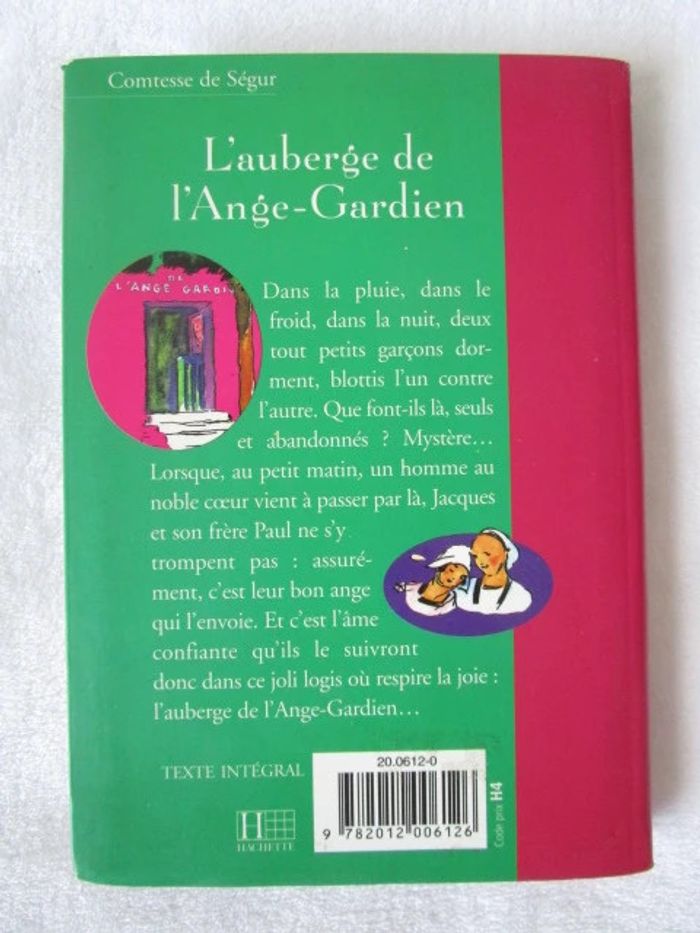 Comtesse de Ségur
L'auberge de
l'Ange-Gardien
DE
L'ANGE GARDI
Dans la pluie, dans le
froid, dans la nuit, deux
tout petits garçons dor-
ment, blottis l'un contre
l'autre. Que font-ils là, seuls
et abandonnés ? Mystère...
Lorsque, au petit matin, un homme au
noble cœur vient à passer par là, Jacques
et son frère Paul ne s'y
trompent pas : assuré-
ment, c'est leur bon ange
qui l'envoie. Et c'est l'âme
confiante qu'ils le suivront
donc dans ce joli logis où respire la joie :
l'auberge de l'Ange-Gardien...
TEXTE INTÉGRAL
H
HACHETTE
20.0612-0
9 782012 006126
Code prix H4